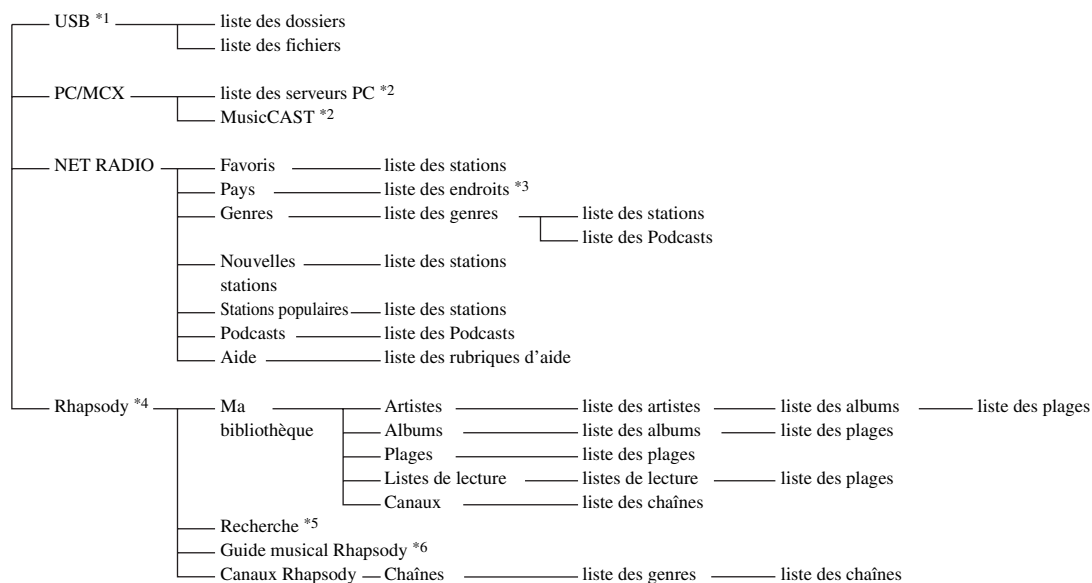 USB *1 liste des dossiers
liste des fichiers
PC/MCX liste des serveurs PC *2
MusicCAST *2
NET RADIO Favoris liste des stations
Pays liste des endroits *3
Genres liste des genres liste des stations
liste des Podcasts
Nouvelles liste des stations
stations
Stations populaires liste des stations
Podcasts liste des Podcasts
Aide liste des rubriques d'aide
Rhapsody *4 Ma Artistes liste des artistes liste des albums liste des plages
bibliothèque Albums liste des albums liste des plages
Plages liste des plages
Listes de lecture listes de lecture liste des plages
Canaux liste des chaînes
Recherche *5
Guide musical Rhapsody *6
Canaux Rhapsody Chaînes liste des genres liste des chaînes